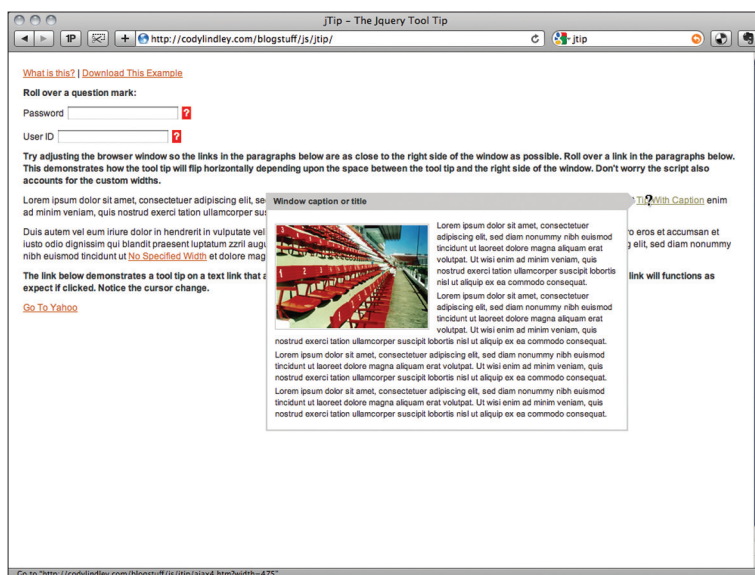 jTip – The Jquery Tool Tip
1P
http://codylindley.com/blogstuff/js/jtip/
jtip
What is this? | Download This Example
Roll over a question mark:
Password ?
User ID ?
Try adjusting the browser window so the links in the paragraphs below are as close to the right side of the window as possible. Roll over a link in the paragraphs below.
This demonstrates how the tool tip will flip horizontally depending upon the space between the tool tip and the right side of the window. Don't worry the script also
accounts for the custom widths.
Lorem ipsum dolor sit amet, consectetuer adipiscing elit, se
Tip With Caption enim
ad minim veniam, quis nostrud exerci tation ullamcorper sus
Duis autem vel eum iriure dolor in hendrerit in vulputate vel
ro eros et accumsan et
iusto odio dignissim qui blandit praesent luptatum zzril augu
g elit, sed diam nonummy
nibh euismod tincidunt ut No Specified Width et dolore mag
The link below demonstrates a tool tip on a text link that a
link will functions as
expect if clicked. Notice the cursor change.
Go To Yahoo
Window caption or title
Lorem ipsum dolor sit amet, consectetuer
adipiscing elit, sed diam nonummy nibh euismod
tincidunt ut laoreet dolore magna aliquam erat
volutpat. Ut wisi enim ad minim veniam, quis
nostrud exerci tation ullamcorper suscipit lobortis
nisl ut aliquip ex ea commodo consequat.
Lorem ipsum dolor sit amet, consectetuer
adipiscing elit, sed diam nonummy nibh euismod
tincidunt ut laoreet dolore magna aliquam erat
volutpat. Ut wisi enim ad minim veniam, quis
nostrud exerci tation ullamcorper suscipit lobortis nisl ut aliquip ex ea commodo consequat.
Lorem ipsum dolor sit amet, consectetuer adipiscing elit, sed diam nonummy nibh euismod
tincidunt ut laoreet dolore magna aliquam erat volutpat. Ut wisi enim ad minim veniam, quis
nostrud exerci tation ullamcorper suscipit lobortis nisl ut aliquip ex ea commodo consequat.
Lorem ipsum dolor sit amet, consectetuer adipiscing elit, sed diam nonummy nibh euismod
tincidunt ut laoreet dolore magna aliquam erat volutpat. Ut wisi enim ad minim veniam, quis
nostrud exerci tation ullamcorper suscipit lobortis nisl ut aliquip ex ea commodo consequat.
Go to "http://codylindley.com/blogstuff/js/jtip/ajax4.htm?width=475"